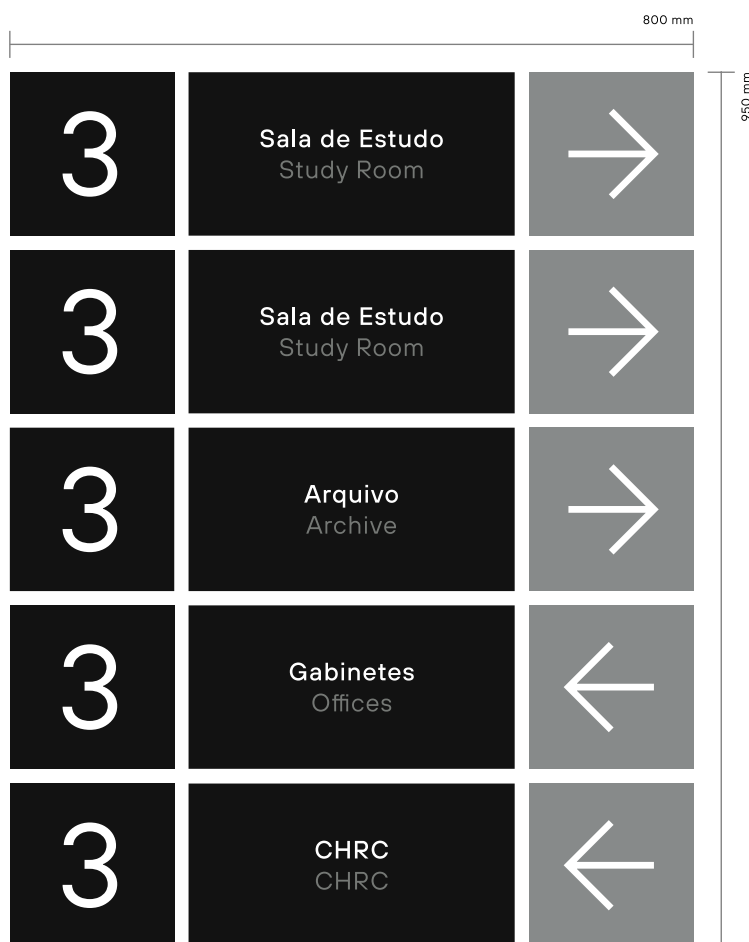 800 mm
950 mm
3
Sala de Estudo
Study Room
3
Sala de Estudo
Study Room
3
Arquivo
Archive
3
Gabinetes
Offices
3
CHRC
CHRC